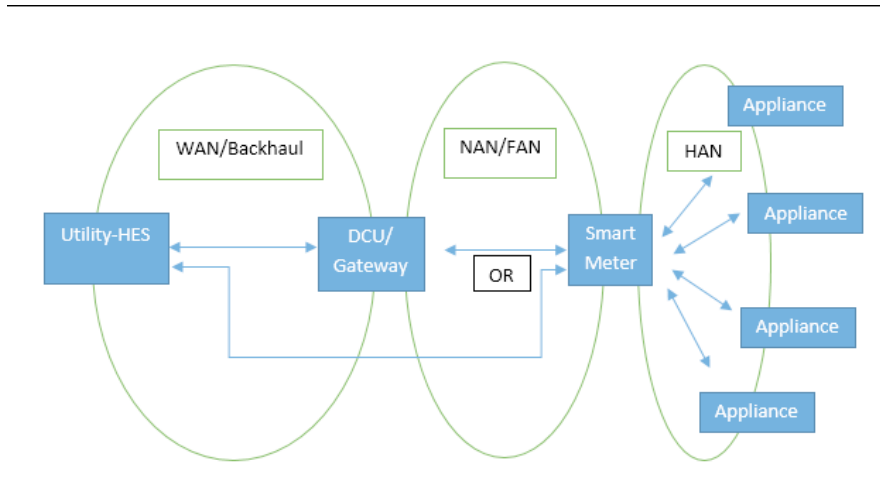 WAN/Backhaul
NAN/FAN
HAN
Appliance
Utility-HES
DCU/
Gateway
OR
Smart
Meter
Appliance
Appliance
Appliance